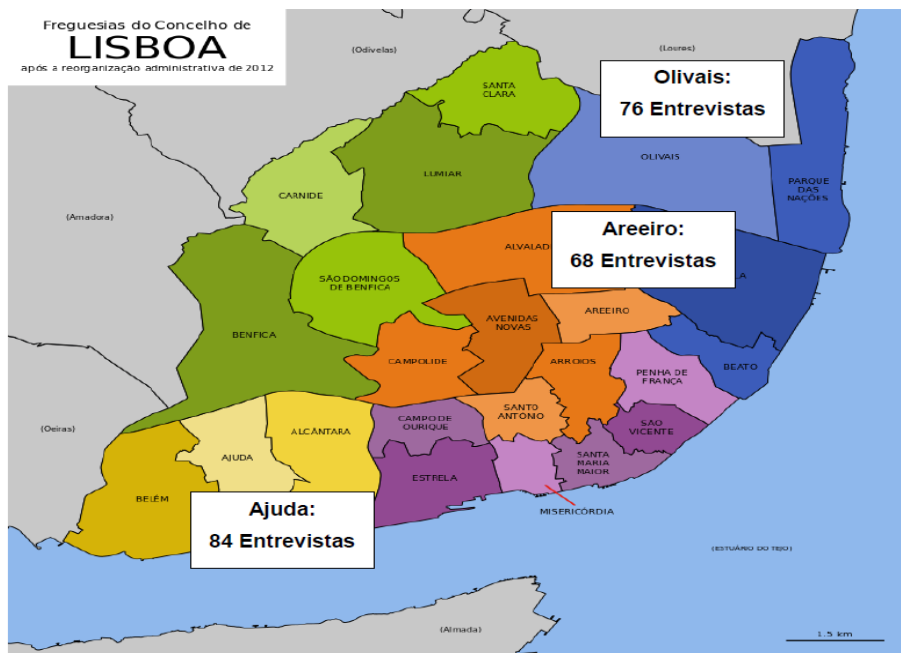 Freguesias do Concelho de
LISBOA
após a reorganização administrativa de 2012
(Odivelas)
(Loures)
Olivais:
76 Entrevistas
SANTA
CLARA
OLIVAIS
LUMIAR
CARNIDE
PARQUE
DAS
NAÇÕES
(Amadora)
Areeiro:
68 Entrevistas
ALVALAD
LA
SÃO DOMINGOS
DE BENFICA
AREEIRO
AVENIDAS
NOVAS
BENFICA
CAMPOLIDE
ARROIOS
BEATO
PENHA DE
FRANÇA
SANTO
ANTÓNIO
CAMPO DE
OURIQUE
SÃO
VICENTE
(Oeiras)
ALCÂNTARA
AJUDA
SANTA
MARIA
MAIOR
ESTRELA
BELÉM
Ajuda:
84 Entrevistas
MISERICÓRDIA
(ESTUÁRIO DO TEJO)
(Almada)
1.5 km